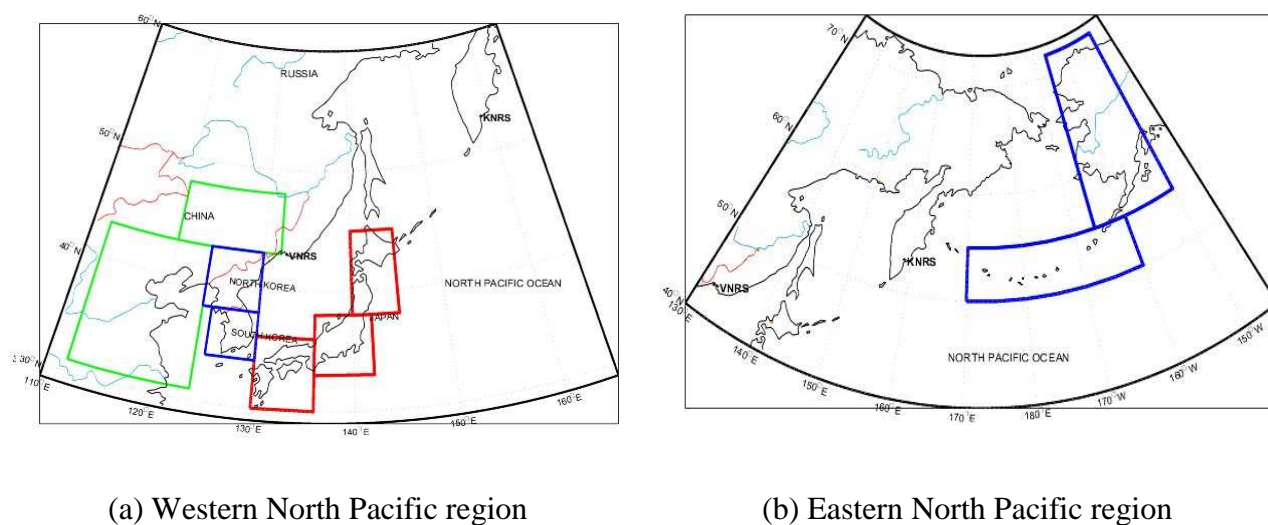 60°N
RUSSIA
KNRS
50°N
CHINA
40°N
VNRS
NORTH KOREA
NORTH PACIFIC OCEAN
SOUTH KOREA
JAPAN
30°N
110°E
120°E
130°E
140°E
150°E
160°E
(a) Western North Pacific region
70°N
60°N
50°N
KNRS
40°N
VNRS
130°E
140°E
NORTH PACIFIC OCEAN
150°W
160°W
150°E
160°E
170°E
180°E
170°W
(b) Eastern North Pacific region